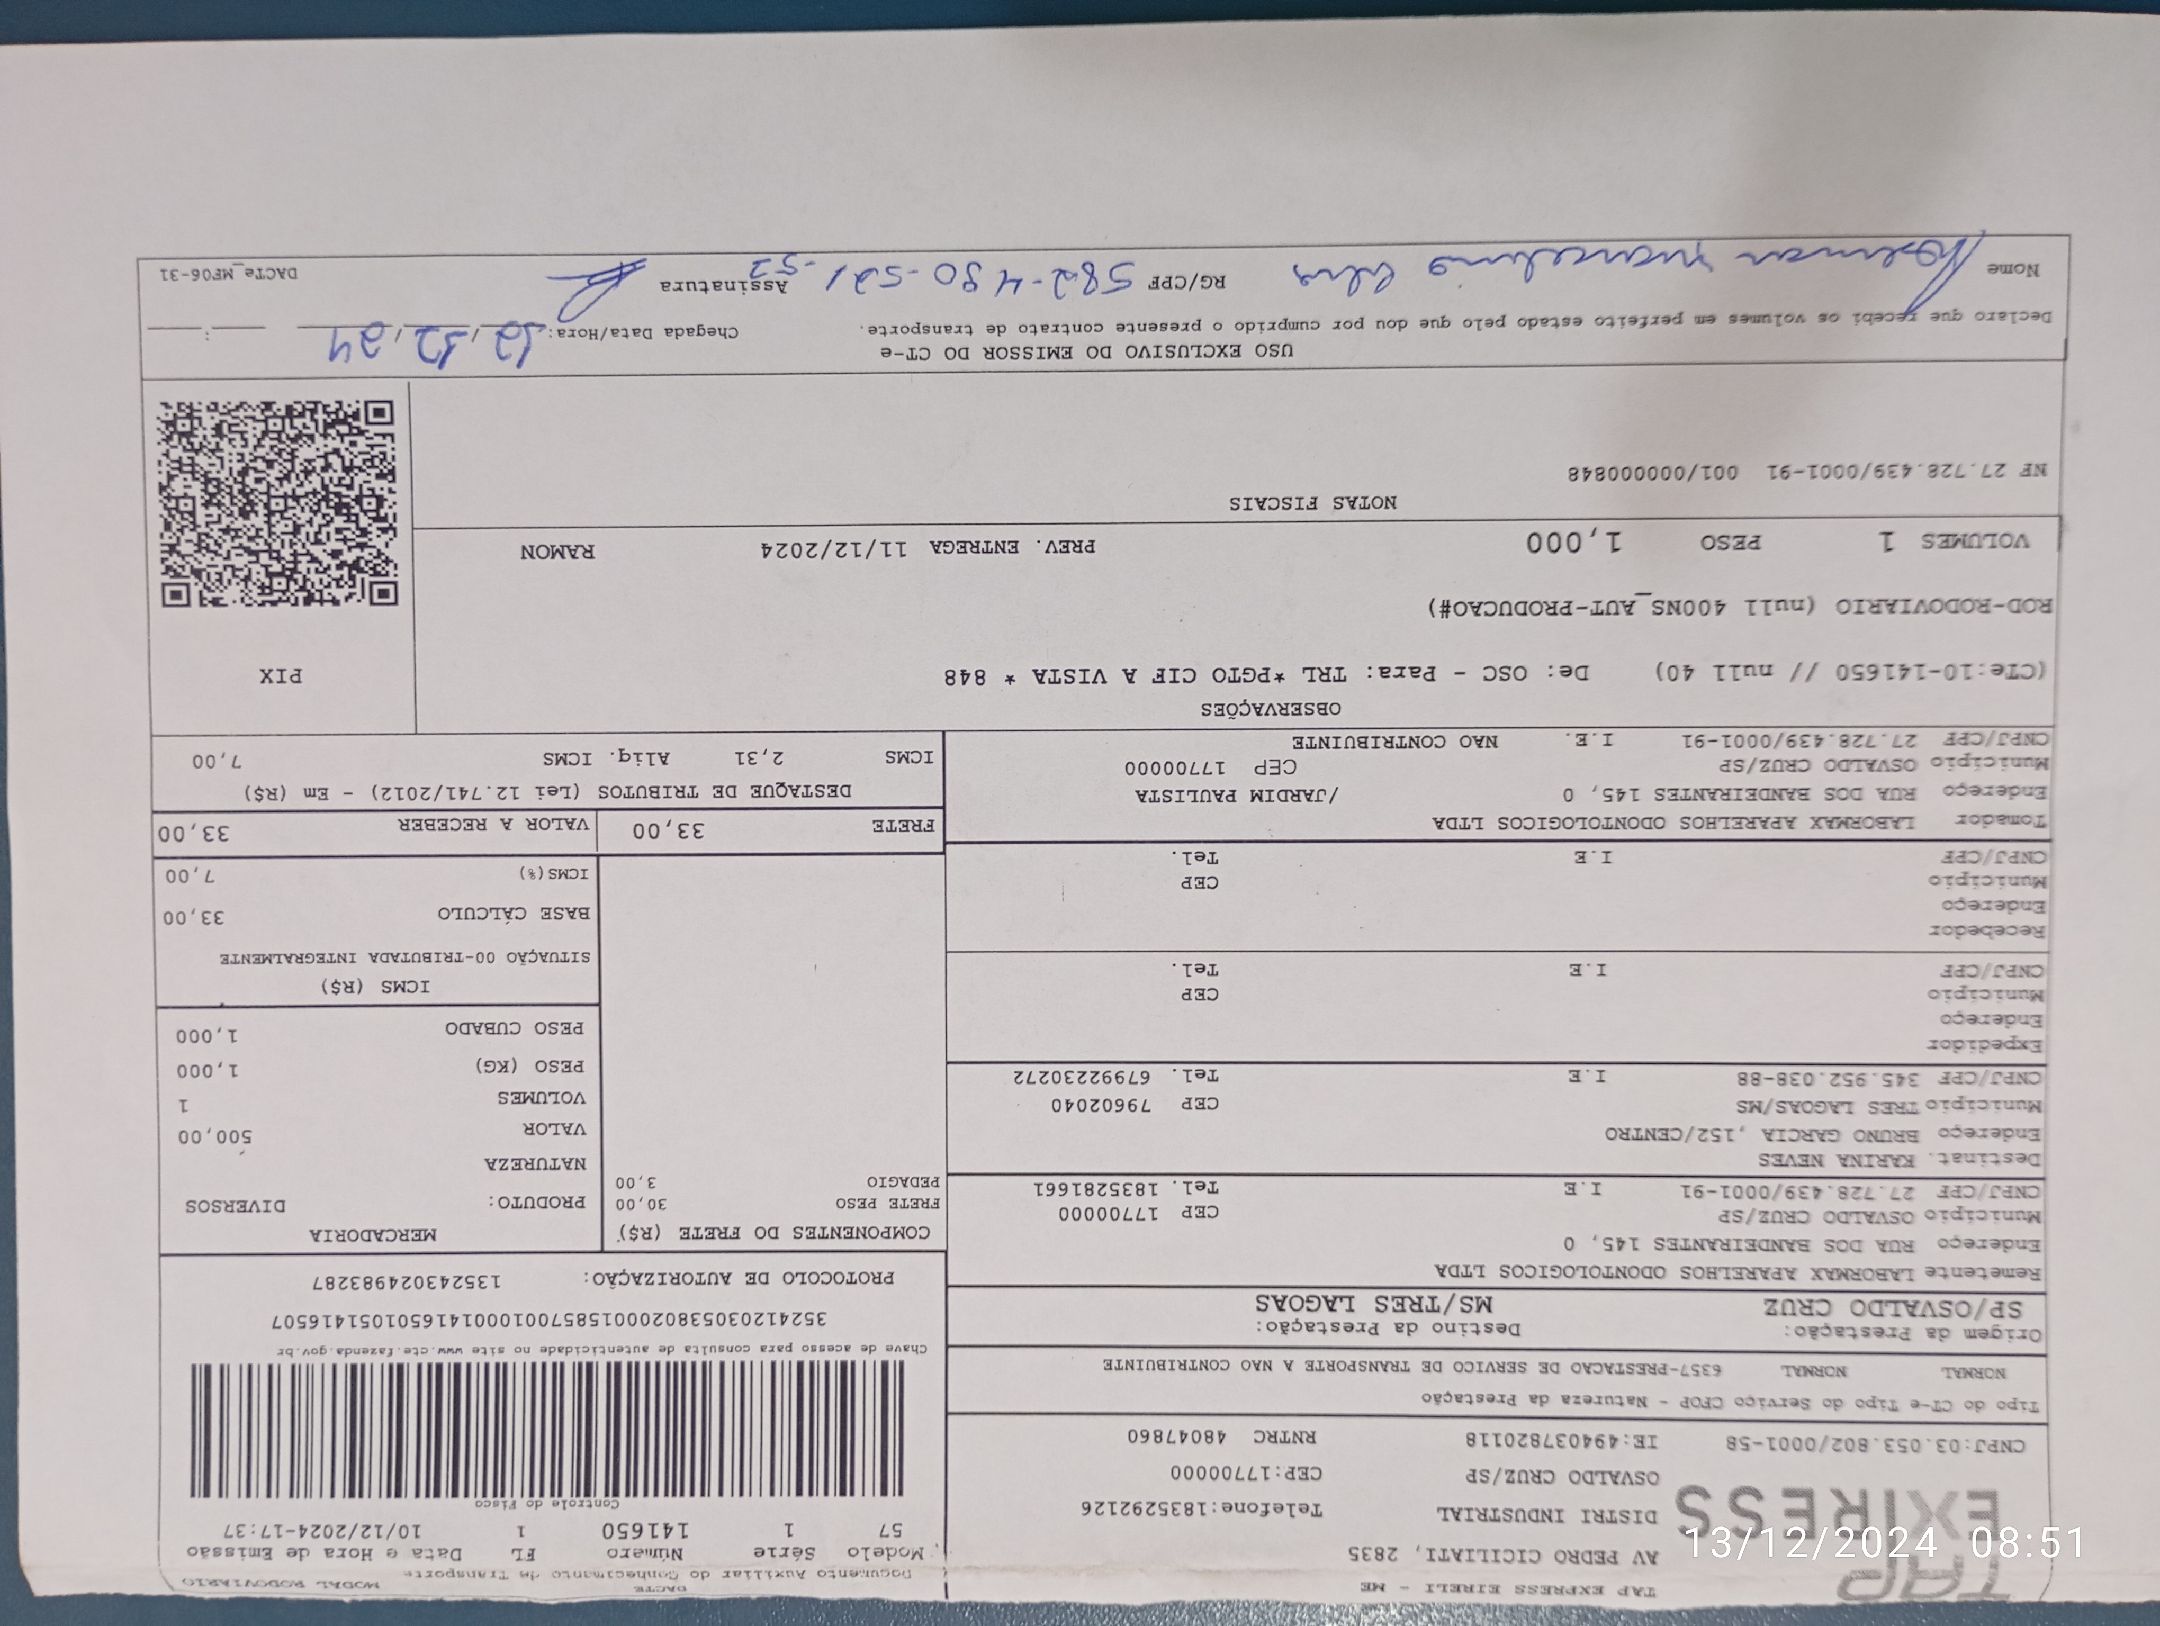 TAP EXPRESS EIRELI - ME
AV PEDRO CICILIATI, 2835
DISTRI INDUSTRIAL Telefone:1835292126
OSVALDO CRUZ/SP CEP:17700000
CNPJ:03.053.802/0001-58 IE:494037820118 RNTRC 48047860
TAP
EXPRESS
DACTE MODAL RODOVIARIO
Documento Auxiliar do Conhecimento de Transporte
Modelo Série Número FL Data e Hora de Emissão
57 1 141650 1 10/12/2024-17:37
Controle do Fisco
Chave de acesso para consulta de autenticidade no site www.cte.fazenda.gov.br
35241203053802000158570010001416501051416507
PROTOCOLO DE AUTORIZAÇÃO: 135243024983287
Tipo do CT-e Tipo do Serviço CFOP - Natureza da Prestação
NORMAL NORMAL 6357-PRESTACAO DE SERVICO DE TRANSPORTE A NAO CONTRIBUINTE
Origem da Prestação: Destino da Prestação:
SP/OSVALDO CRUZ MS/TRES LAGOAS
Remetente LABORMAX APARELHOS ODONTOLOGICOS LTDA
Endereço RUA DOS BANDEIRANTES 145, 0
Município OSVALDO CRUZ/SP CEP 17700000
CNPJ/CPF 27.728.439/0001-91 I.E Tel. 1835281661
Destinat. KARINA NEVES
Endereço BRUNO GARCIA ,152/CENTRO
Município TRES LAGOAS/MS CEP 79602040
CNPJ/CPF 345.952.038-88 I.E Tel. 67992230272
Expedidor
Endereço
Município CEP
CNPJ/CPF I.E Tel.
Recebedor
Endereço
Município CEP
CNPJ/CPF I.E Tel.
Tomador LABORMAX APARELHOS ODONTOLOGICOS LTDA
Endereço RUA DOS BANDEIRANTES 145, 0 /JARDIM PAULISTA
Município OSVALDO CRUZ/SP CEP 17700000
CNPJ/CPF 27.728.439/0001-91 I.E. NAO CONTRIBUINTE
COMPONENTES DO FRETE (R$)
FRETE PESO 30,00
PEDAGIO 3,00
MERCADORIA
PRODUTO: DIVERSOS
NATUREZA
VALOR 500,00
VOLUMES 1
PESO (KG) 1,000
PESO CUBADO 1,000
ICMS (R$)
SITUAÇÃO 00-TRIBUTADA INTEGRALMENTE
BASE CÁLCULO 33,00
ICMS(%) 7,00
FRETE 33,00 VALOR A RECEBER 33,00
DESTAQUE DE TRIBUTOS (Lei 12.741/2012) - Em (R$)
ICMS 2,31 Aliq. ICMS 7,00
OBSERVAÇÕES
(CTe:10-141650 // null 40) De: OSC - Para: TRL *PGTO CIF A VISTA * 848
ROD-RODOVIARIO (null 400NS_AUT-PRODUCAO#)
VOLUMES 1 PESO 1,000 PREV. ENTREGA 11/12/2024 RAMON
PIX
NOTAS FISCAIS
NF 27.728.439/0001-91 001/000000848
USO EXCLUSIVO DO EMISSOR DO CT-e
Declaro que recebi os volumes em perfeito estado pelo que dou por cumprido o presente contrato de transporte.
Chegada Data/Hora: 12/12/24 :
Nome RG/CPF 582-480-521-52 Assinatura
DACTe_MF06-31
13/12/2024 08:51